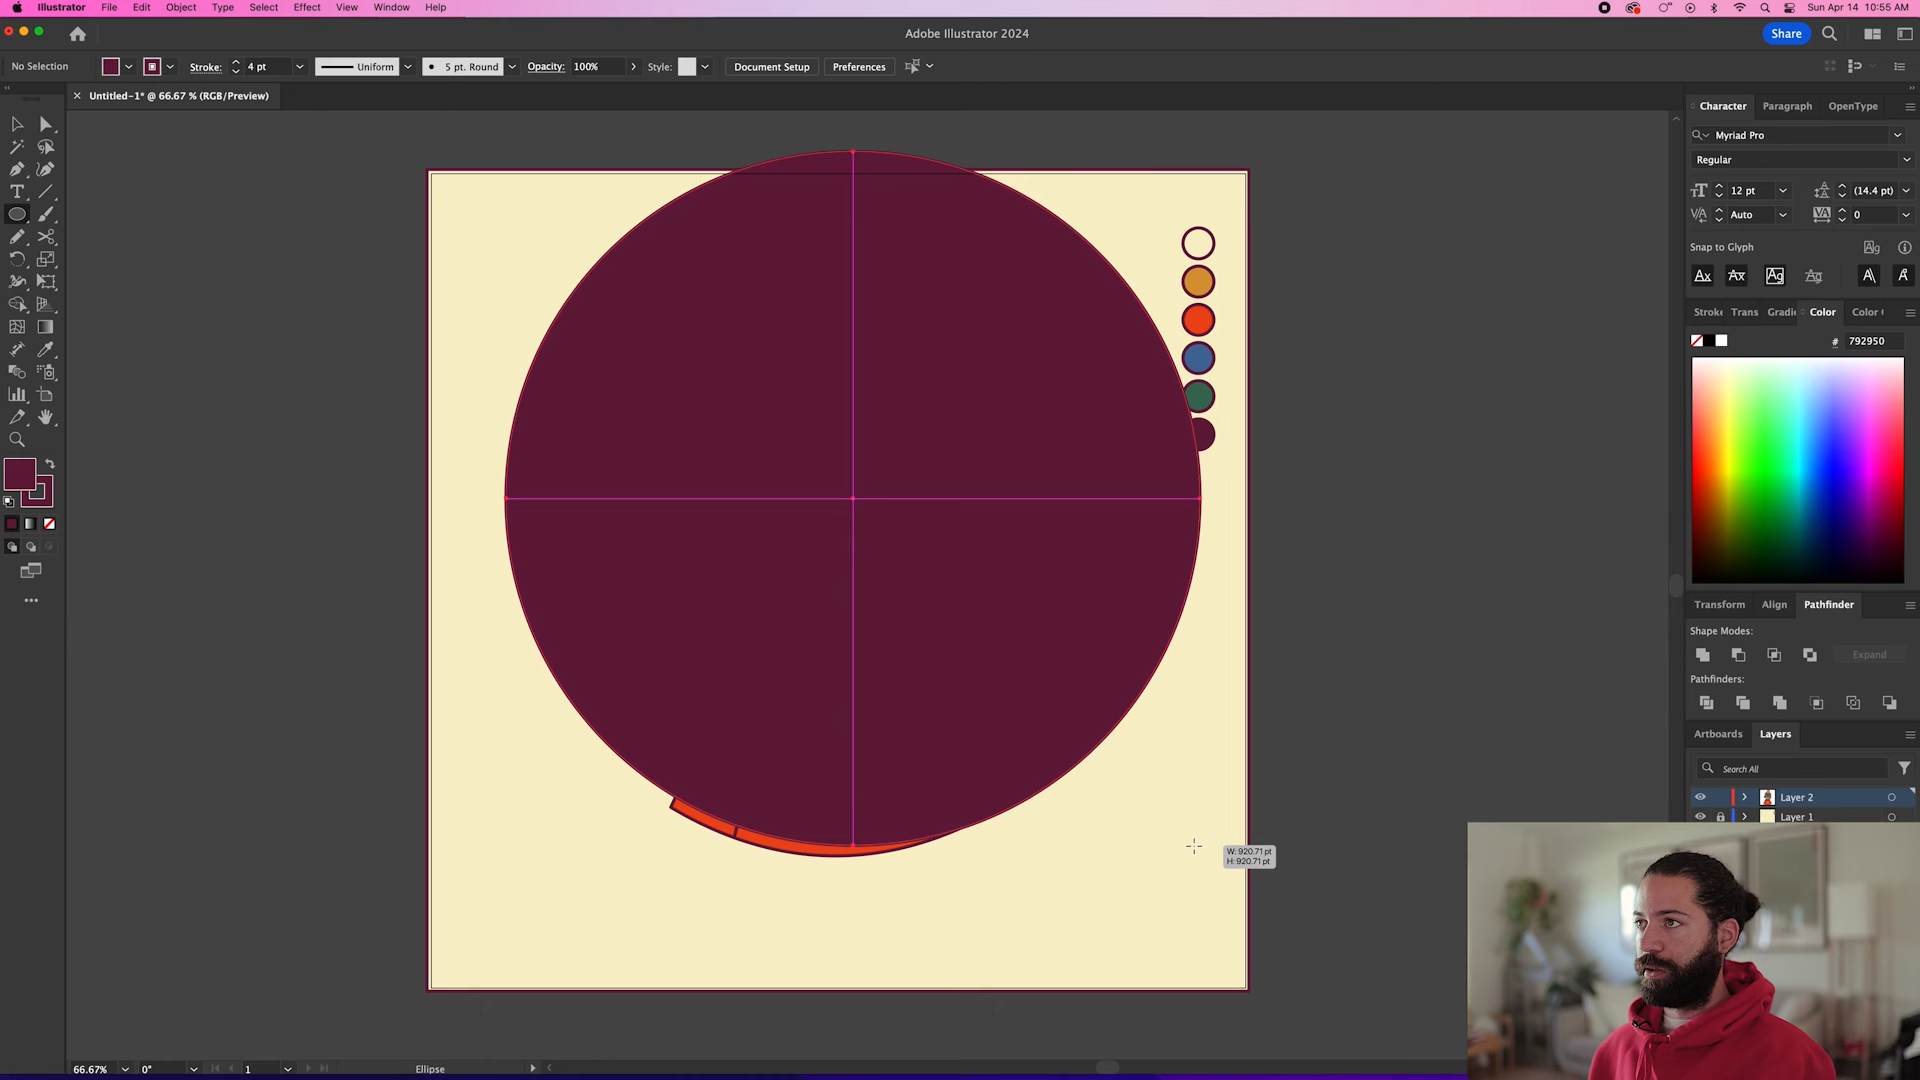 Illustrator File Edit Object Type Select Effect View Window Help
Sun Apr 14 10:55 AM
Adobe Illustrator 2024
Share
No Selection
Stroke: 4 pt
Uniform
5 pt. Round
Opacity: 100%
Style:
Document Setup
Preferences
× Untitled-1* @ 66.67 % (RGB/Preview)
Character Paragraph OpenType
Myriad Pro
Regular
12 pt
(14.4 pt)
Auto
0
Snap to Glyph
Stroke Trans Gradi Color Color
# 792950
Transform Align Pathfinder
Shape Modes:
Expand
Pathfinders:
Artboards Layers
Search All
Layer 2
Layer 1
W: 920.71 pt
H: 920.71 pt
66.67%
0°
1
Ellipse